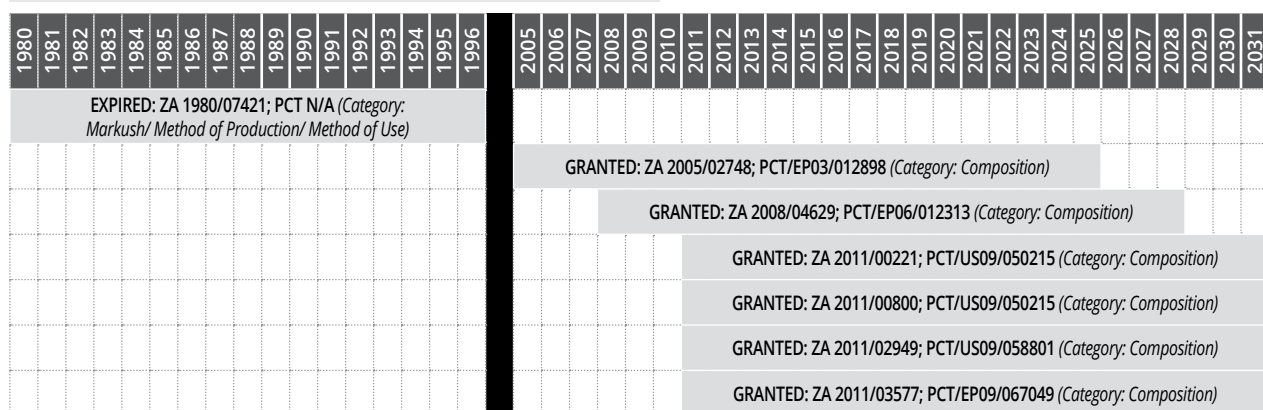 1980 1981 1982 1983 1984 1985 1986 1987 1988 1989 1990 1991 1992 1993 1994 1995 1996 2005 2006 2007 2008 2009 2010 2011 2012 2013 2014 2015 2016 2017 2018 2019 2020 2021 2022 2023 2024 2025 2026 2027 2028 2029 2030 2031
EXPIRED: ZA 1980/07421; PCT N/A (Category:
Markush/ Method of Production/ Method of Use)
GRANTED: ZA 2005/02748; PCT/EP03/012898 (Category: Composition)
GRANTED: ZA 2008/04629; PCT/EP06/012313 (Category: Composition)
GRANTED: ZA 2011/00221; PCT/US09/050215 (Category: Composition)
GRANTED: ZA 2011/00800; PCT/US09/050215 (Category: Composition)
GRANTED: ZA 2011/02949; PCT/US09/058801 (Category: Composition)
GRANTED: ZA 2011/03577; PCT/EP09/067049 (Category: Composition)